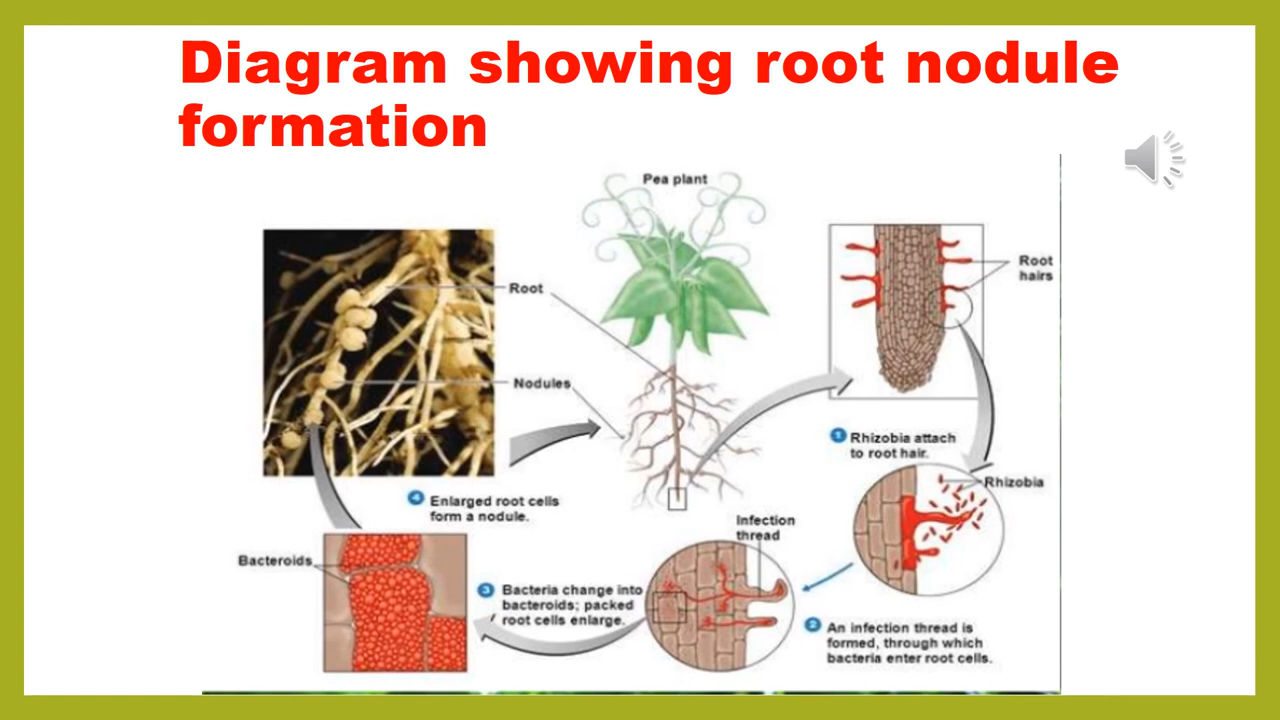 Diagram showing root nodule
formation
Pea plant
Root
hairs
Root
Nodules
1 Rhizobia attach
to root hair.
Rhizobia
4 Enlarged root cells
form a nodule.
Infection
thread
Bacteroids
3 Bacteria change into
bacteroids; packed
root cells enlarge.
2 An infection thread is
formed, through which
bacteria enter root cells.